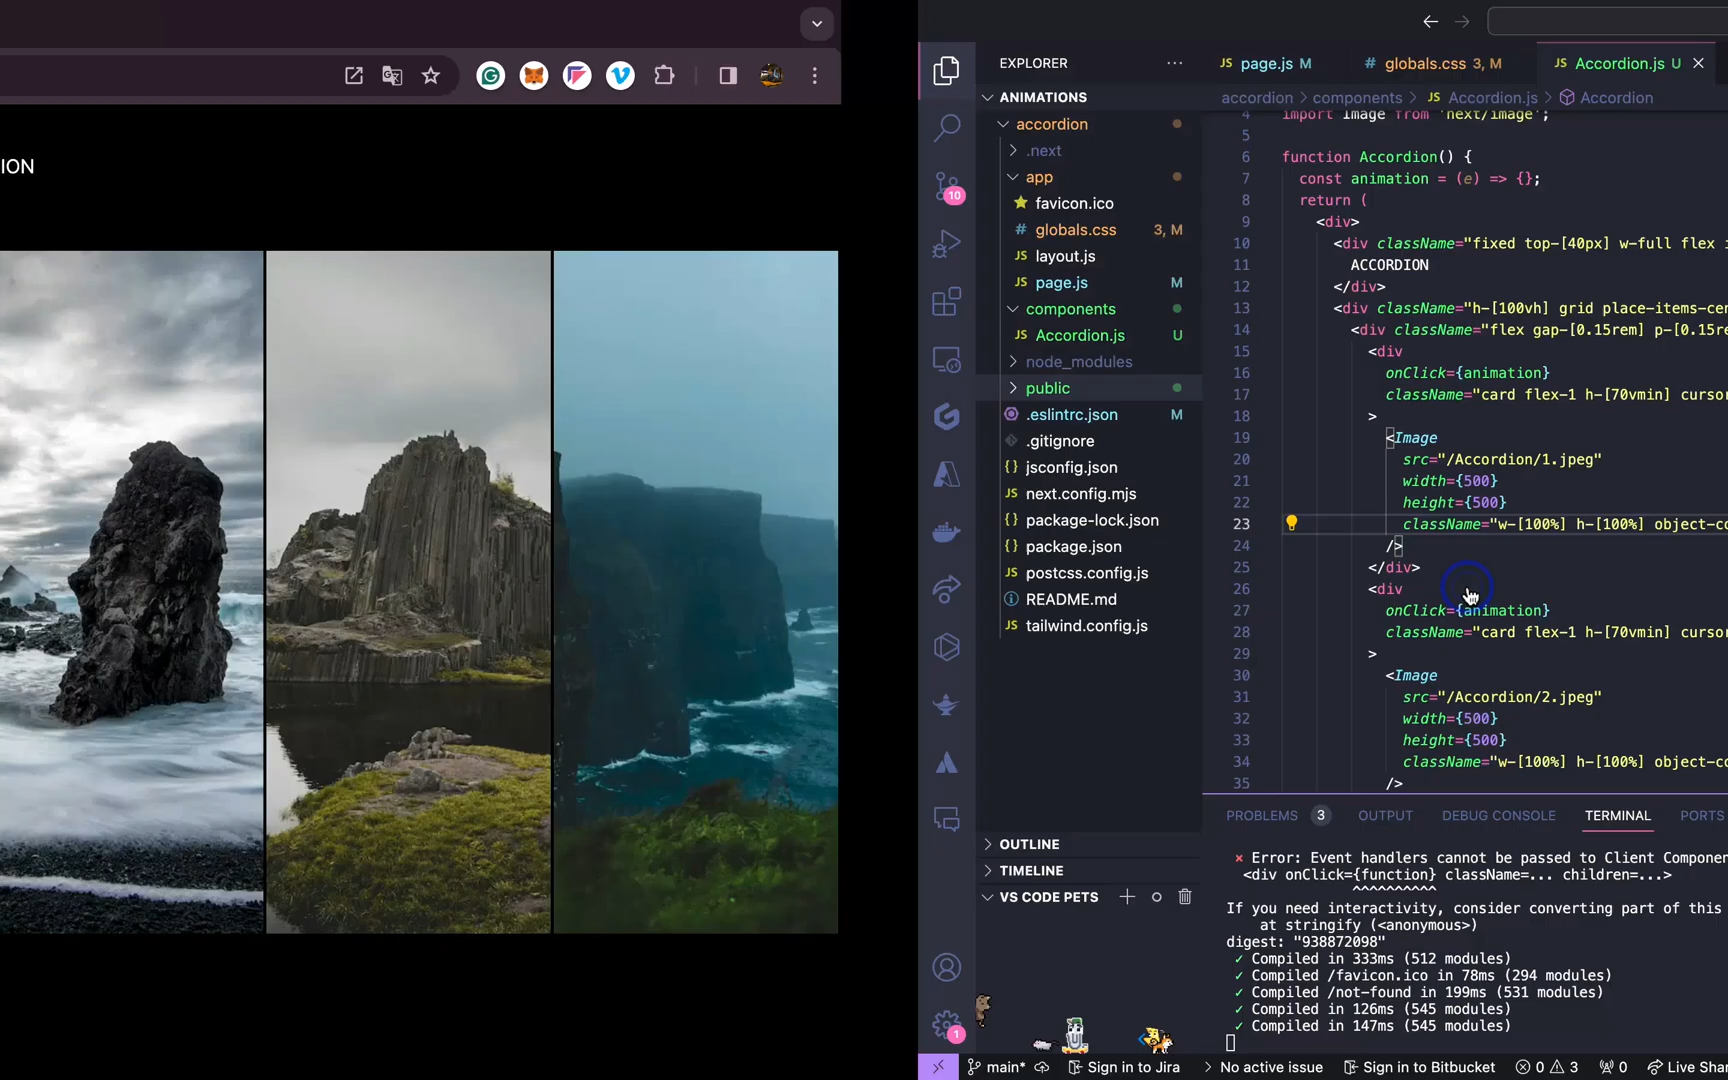 ION
EXPLORER
ANIMATIONS
accordion
.next
app
favicon.ico
globals.css 3, M
layout.js
page.js M
components
Accordion.js U
node_modules
public
.eslintrc.json M
.gitignore
jsconfig.json
next.config.mjs
package-lock.json
package.json
postcss.config.js
README.md
tailwind.config.js
OUTLINE
TIMELINE
VS CODE PETS
10
1
JS page.js M
# globals.css 3, M
JS Accordion.js U
accordion > components > JS Accordion.js > Accordion
4 import Image from 'next/image';
5
6 function Accordion() {
7 const animation = (e) => {};
8 return (
9 <div>
10 <div className="fixed top-[40px] w-full flex
11 ACCORDION
12 </div>
13 <div className="h-[100vh] grid place-items-cen
14 <div className="flex gap-[0.15rem] p-[0.15re
15 <div
16 onClick={animation}
17 className="card flex-1 h-[70vmin] cursor
18 >
19 <Image
20 src="/Accordion/1.jpeg"
21 width={500}
22 height={500}
23 className="w-[100%] h-[100%] object-co
24 />
25 </div>
26 <div
27 onClick={animation}
28 className="card flex-1 h-[70vmin] cursor
29 >
30 <Image
31 src="/Accordion/2.jpeg"
32 width={500}
33 height={500}
34 className="w-[100%] h-[100%] object-co
35 />
PROBLEMS 3 OUTPUT DEBUG CONSOLE TERMINAL PORTS
⨯ Error: Event handlers cannot be passed to Client Compone
<div onClick={function} className=... children=...>
^^^^^^^^^^
If you need interactivity, consider converting part of this
at stringify (<anonymous>)
digest: "938872098"
✓ Compiled in 333ms (512 modules)
✓ Compiled /favicon.ico in 78ms (294 modules)
✓ Compiled /not-found in 199ms (531 modules)
✓ Compiled in 126ms (545 modules)
✓ Compiled in 147ms (545 modules)
main* Sign in to Jira No active issue Sign in to Bitbucket 0 3 0 Live Shar